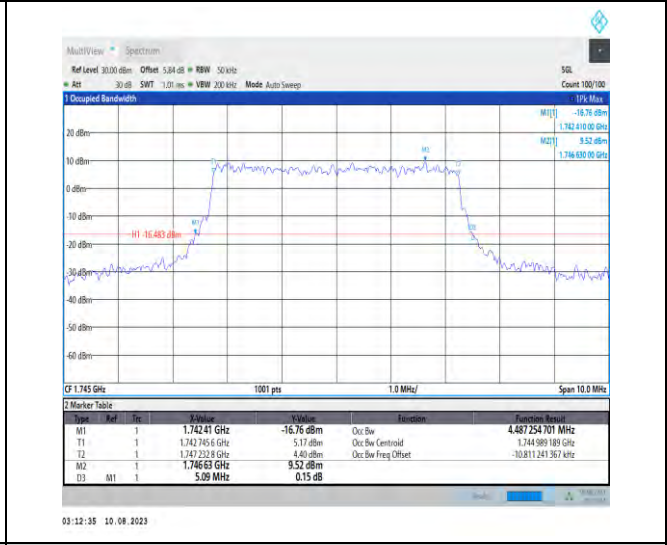 MultiView Spectrum
Ref Level 30.00 dBm Offset 5.84 dB RBW 50 kHz SGL
Att 30 dB SWT 1.01 ms VBW 200 kHz Mode Auto Sweep Count 100/100
1 Occupied Bandwidth 1Pk Max
M1[1] -16.76 dBm
1.742 410 00 GHz
M2[1] 9.52 dBm
1.746 630 00 GHz
20 dBm
M2
10 dBm
0 dBm
-10 dBm
M1
H1 -16.483 dBm
-20 dBm
-30 dBm
-40 dBm
-50 dBm
-60 dBm
CF 1.745 GHz 1001 pts 1.0 MHz/ Span 10.0 MHz
2 Marker Table
Type Ref Trc X-Value Y-Value Function Function Result
M1 1 1.742 41 GHz -16.76 dBm Occ Bw 4.487 254 701 MHz
T1 1 1.742 745 6 GHz 5.17 dBm Occ Bw Centroid 1.744 989 189 GHz
T2 1 1.747 232 8 GHz 4.40 dBm Occ Bw Freq Offset -10.811 241 367 kHz
M2 1 1.746 63 GHz 9.52 dBm
D3 M1 1 5.09 MHz 0.15 dB
03:12:35 10.08.2023